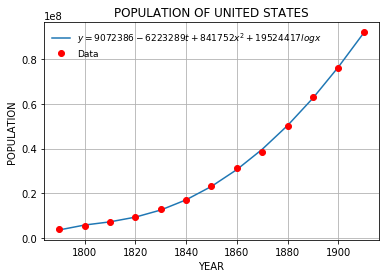 POPULATION OF UNITED STATES
1e8
y = 9072386 − 6223289t + 841752x² + 19524417logx
Data
0.8
0.6
0.4
0.2
0.0
POPULATION
1800 1820 1840 1860 1880 1900
YEAR